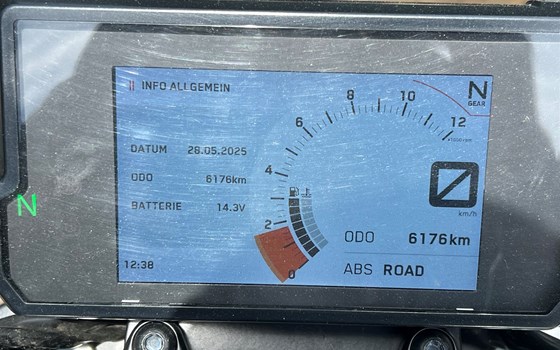 INFO ALLGEMEIN
N
GEAR
DATUM 28.05.2025
ODO 6176km
BATTERIE 14.3V
12:38
0
2
4
6
8
10
12
km/h
ODO 6176km
ABS ROAD
N